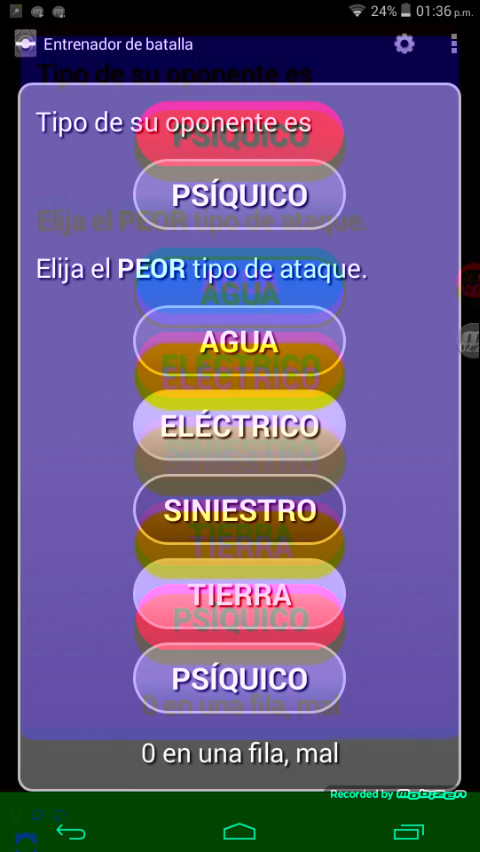 24% 01:36 p.m.
Entrenador de batalla
Tipo de su oponente es
PSÍQUICO
Elija el PEOR tipo de ataque.
AGUA
ELÉCTRICO
SINIESTRO
TIERRA
PSÍQUICO
0 en una fila, mal
Recorded by mobizen